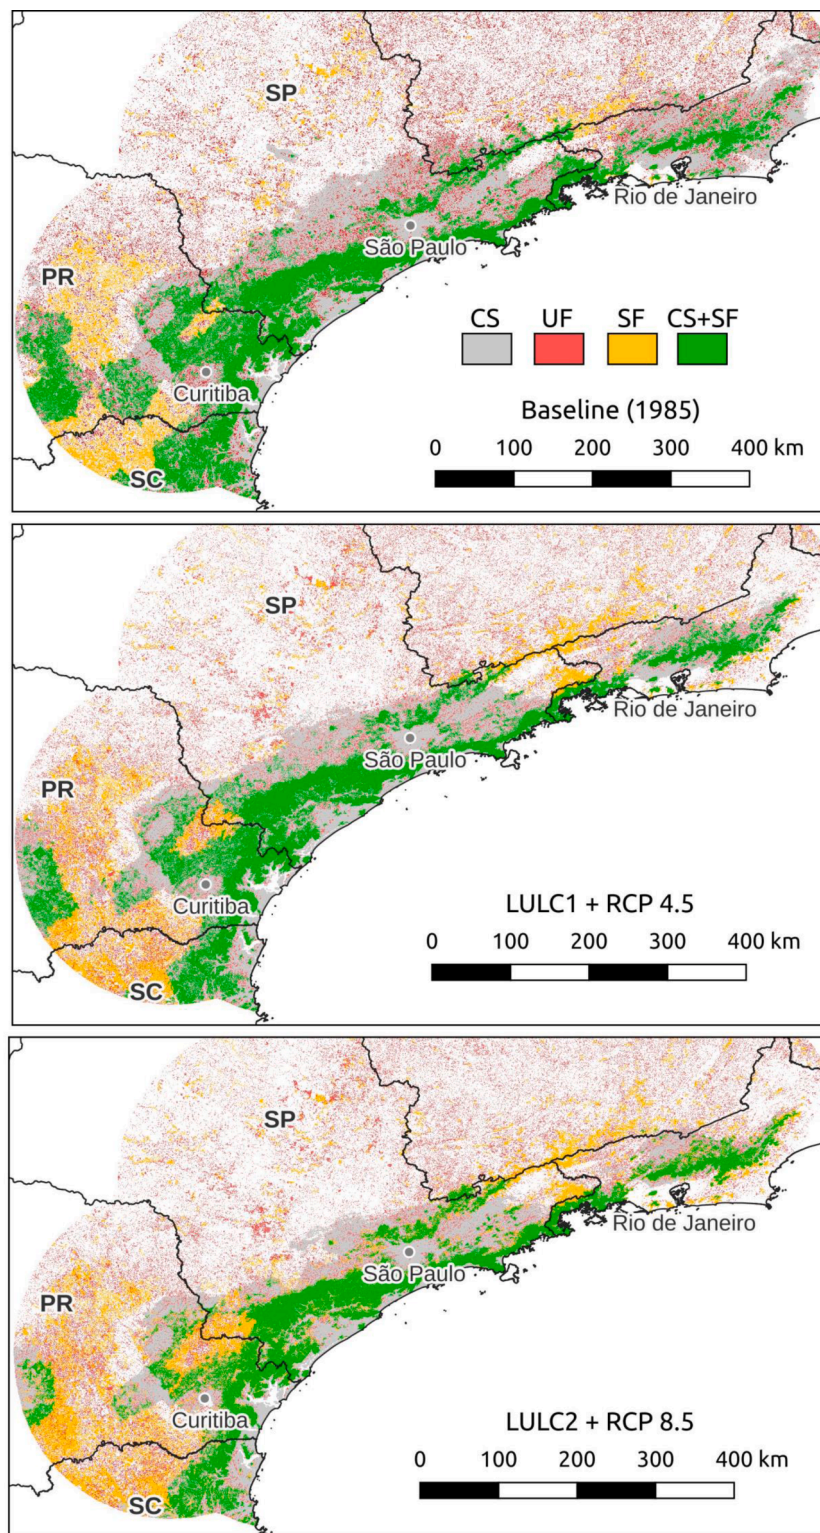 SP
Rio de Janeiro
São Paulo
PR
CS UF SF CS+SF
Curitiba
Baseline (1985)
0 100 200 300 400 km
SC
SP
Rio de Janeiro
São Paulo
PR
Curitiba
LULC1 + RCP 4.5
0 100 200 300 400 km
SC
SP
Rio de Janeiro
São Paulo
PR
Curitiba
LULC2 + RCP 8.5
0 100 200 300 400 km
SC